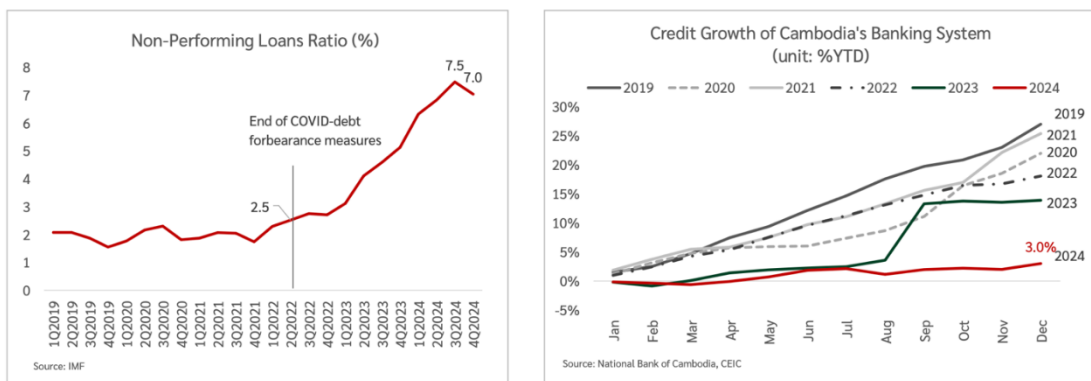 Non-Performing Loans Ratio (%)
8
7
6
5
4
3
2
1
0
7.5
7.0
End of COVID-debt
forbearance measures
2.5
1Q2019
2Q2019
3Q2019
4Q2019
1Q2020
2Q2020
3Q2020
4Q2020
1Q2021
2Q2021
3Q2021
4Q2021
1Q2022
2Q2022
3Q2022
4Q2022
1Q2023
2Q2023
3Q2023
4Q2023
1Q2024
2Q2024
3Q2024
4Q2024
Source: IMF
Credit Growth of Cambodia's Banking System
(unit: %YTD)
2019 2020 2021 2022 2023 2024
30%
25%
20%
15%
10%
5%
0%
-5%
2019
2021
2020
2022
2023
3.0%
2024
Jan
Feb
Mar
Apr
May
Jun
Jul
Aug
Sep
Oct
Nov
Dec
Source: National Bank of Cambodia, CEIC